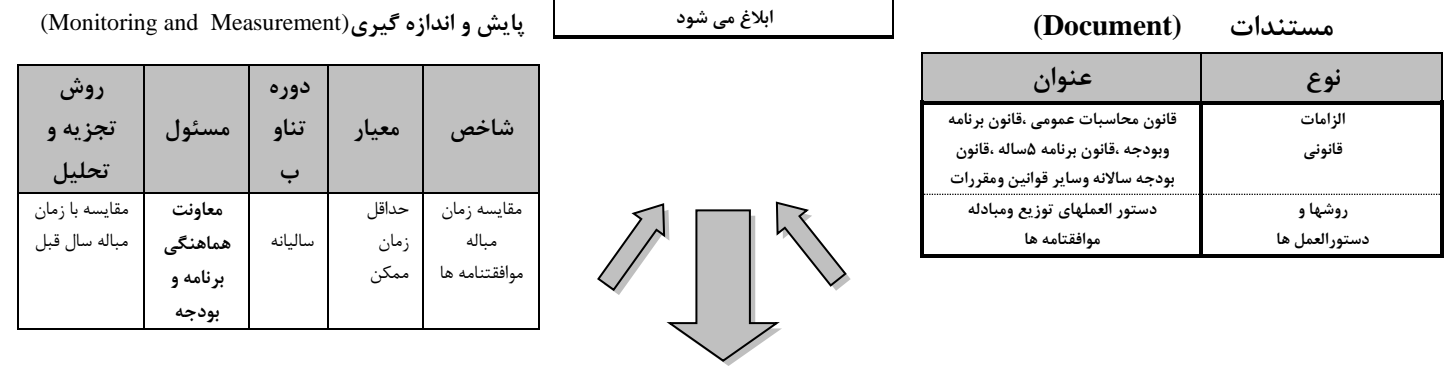 مستندات (Document)
نوع
عنوان
الزامات
قانونی
قانون محاسبات عمومی ،قانون برنامه
وبودجه ،قانون برنامه ۵ساله ،قانون
بودجه سالانه وسایر قوانین ومقررات
روشها و
دستورالعمل ها
دستور العملهای توزیع ومبادله
موافقتامه ها
ابلاغ می شود
پایش و اندازه گیری(Monitoring and Measurement)
شاخص
معیار
دوره
تناو
ب
مسئول
روش
تجزیه و
تحلیل
مقایسه زمان
مباله
موافقتنامه ها
حداقل
زمان
ممکن
سالیانه
معاونت
هماهنگی
برنامه و
بودجه
مقایسه با زمان
مباله سال قبل